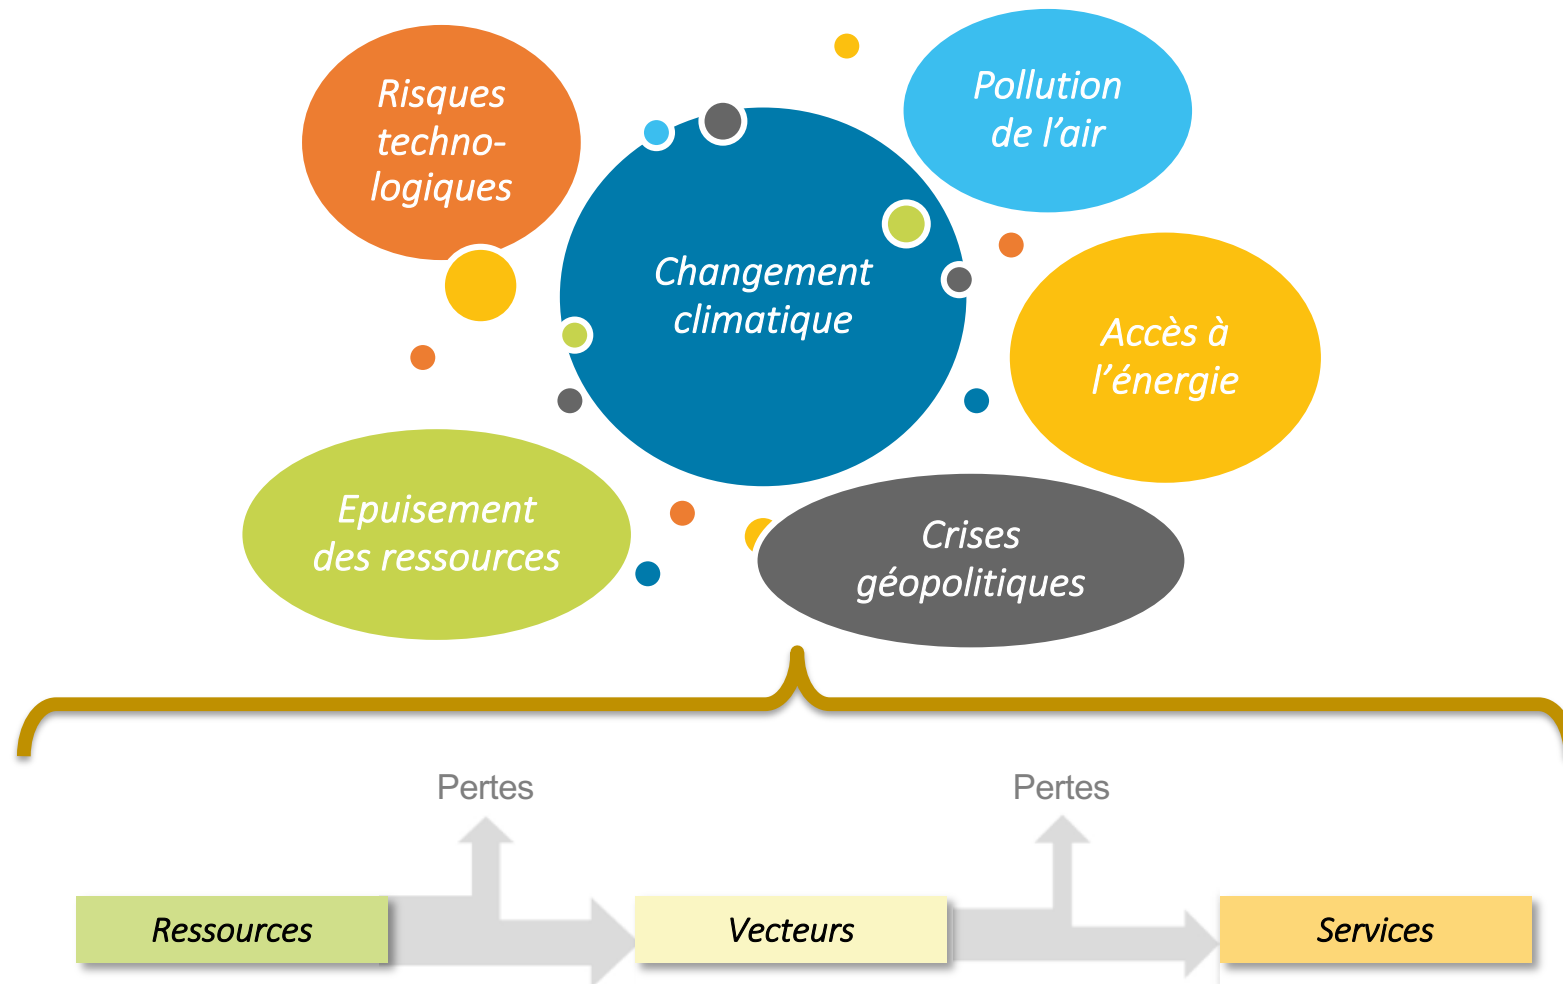 Risques
techno-
logiques
Pollution
de l’air
Changement
climatique
Accès à
l’énergie
Epuisement
des ressources
Crises
géopolitiques
Pertes
Pertes
Ressources
Vecteurs
Services